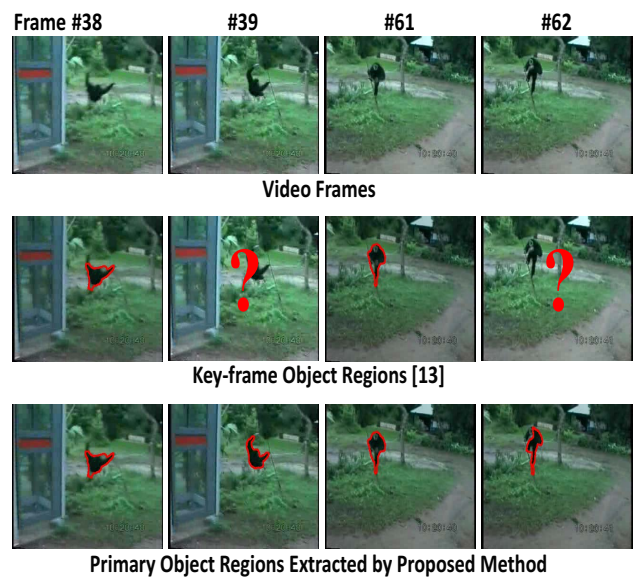 Frame #38 #39 #61 #62
Video Frames
? ?
Key-frame Object Regions [13]
Primary Object Regions Extracted by Proposed Method